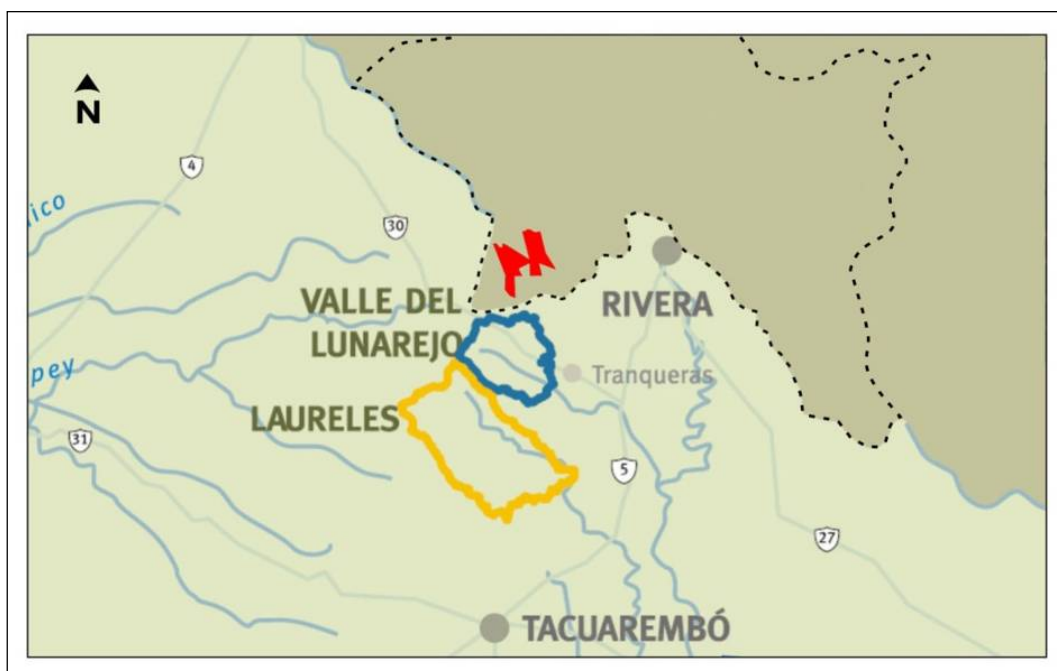 N
4
ico
30
VALLE DEL
LUNAREJO
RIVERA
pey
Tranqueras
LAURELES
31
5
27
TACUAREMBÓ